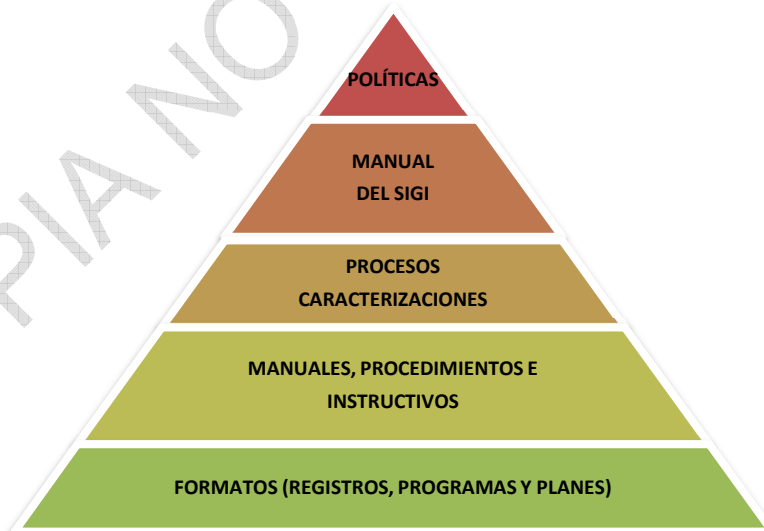 PIA NO
POLÍTICAS
MANUAL
DEL SIGI
PROCESOS
CARACTERIZACIONES
MANUALES, PROCEDIMIENTOS E
INSTRUCTIVOS
FORMATOS (REGISTROS, PROGRAMAS Y PLANES)